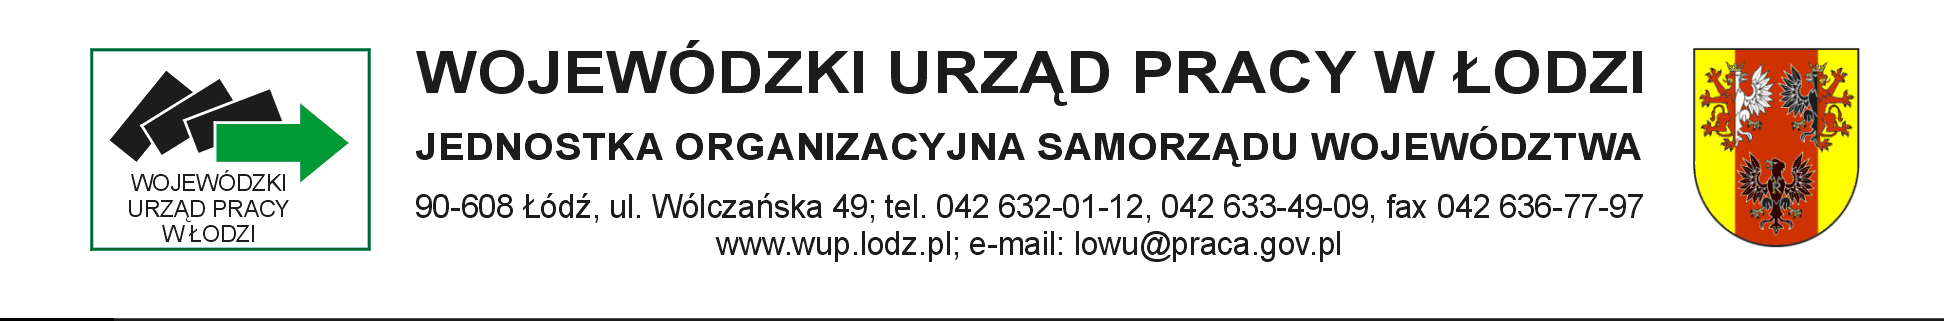 WOJEWÓDZKI
URZĄD PRACY
W ŁODZI
WOJEWÓDZKI URZĄD PRACY W ŁODZI
JEDNOSTKA ORGANIZACYJNA SAMORZĄDU WOJEWÓDZTWA
90-608 Łódź, ul. Wólczańska 49; tel. 042 632-01-12, 042 633-49-09, fax 042 636-77-97
www.wup.lodz.pl; e-mail: lowu@praca.gov.pl